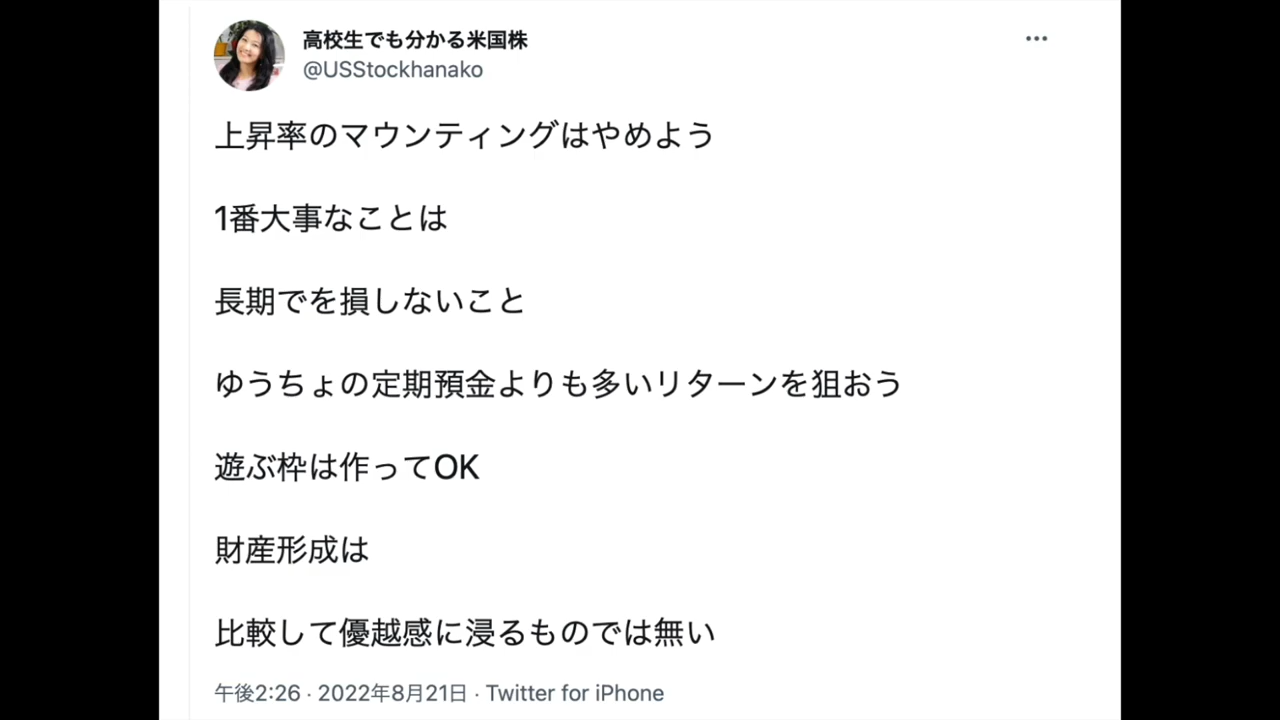 高校生でも分かる米国株
@USStockhanako
上昇率のマウンティングはやめよう
1番大事なことは
長期でを損しないこと
ゆうちょの定期預金よりも多いリターンを狙おう
遊ぶ枠は作ってOK
財産形成は
比較して優越感に浸るものでは無い
午後2:26 · 2022年8月21日 · Twitter for iPhone